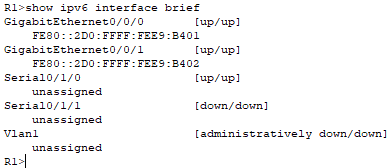 R1>show ipv6 interface brief
GigabitEthernet0/0/0 [up/up]
FE80::2D0:FFFF:FEE9:B401
GigabitEthernet0/0/1 [up/up]
FE80::2D0:FFFF:FEE9:B402
Serial0/1/0 [up/up]
unassigned
Serial0/1/1 [down/down]
unassigned
Vlan1 [administratively down/down]
unassigned
R1>